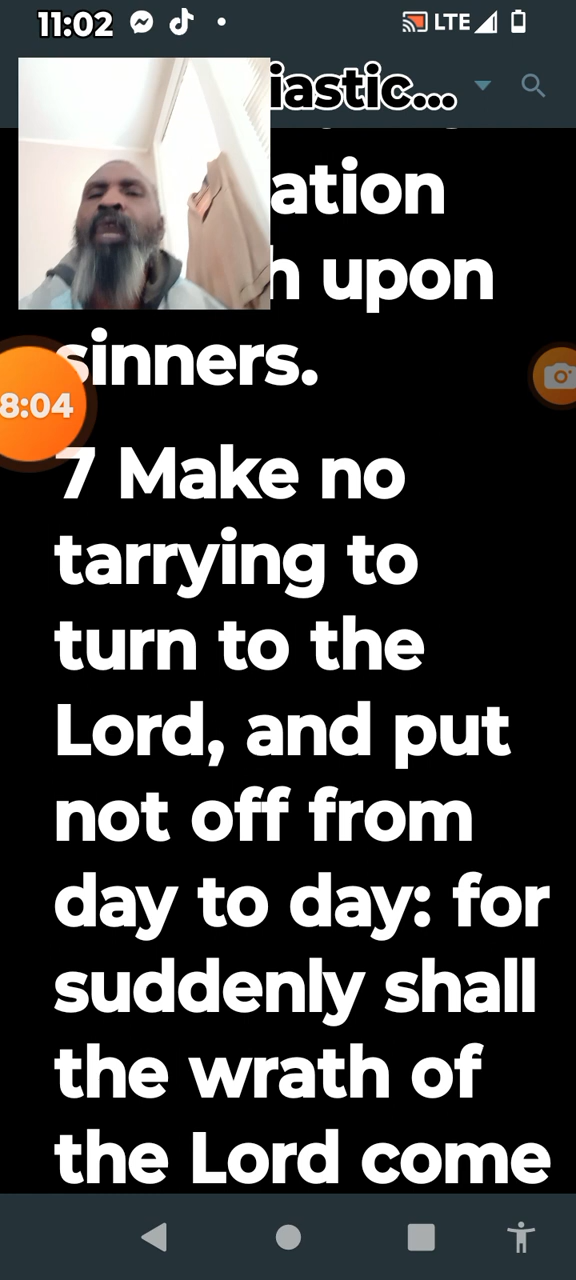 11:02 LTE
iastic...
ation
h upon
sinners.
8:04
7 Make no
tarrying to
turn to the
Lord, and put
not off from
day to day: for
suddenly shall
the wrath of
the Lord come